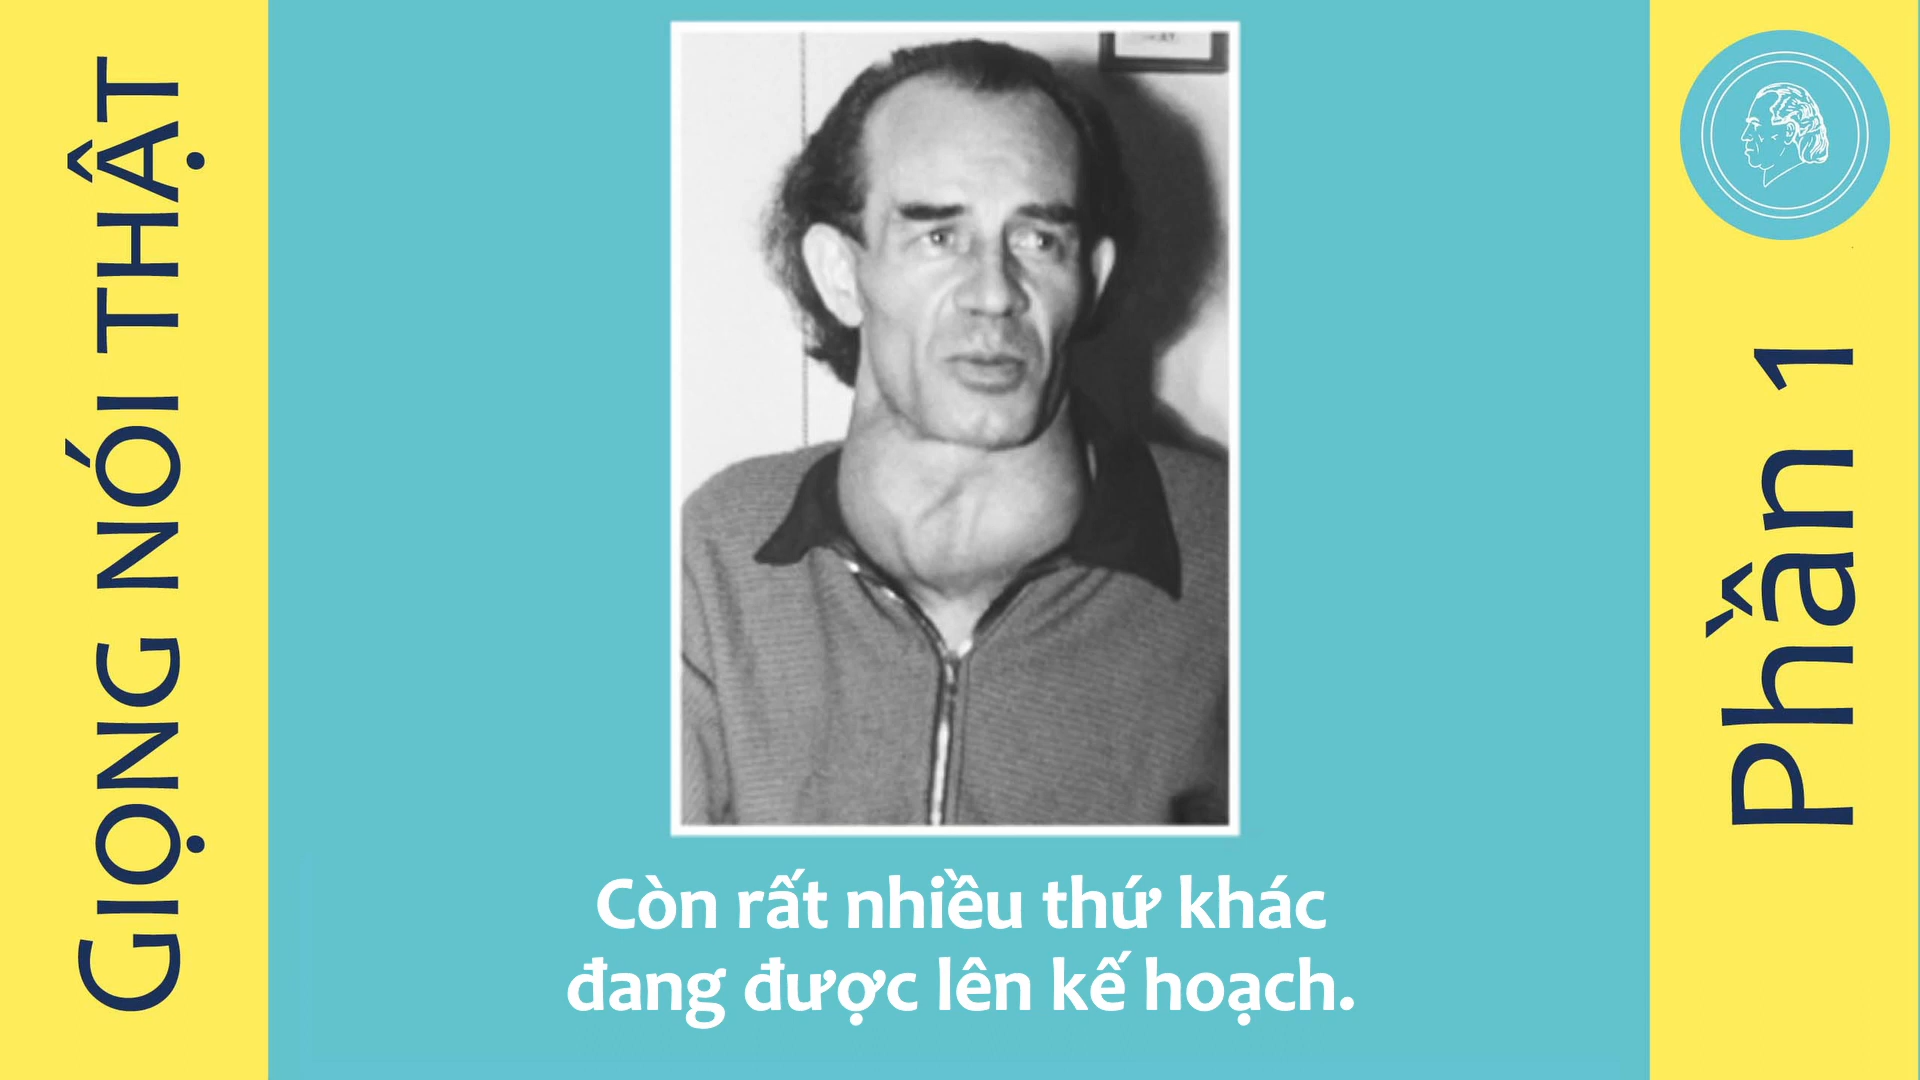 GIỌNG NÓI THẬT
Còn rất nhiều thứ khác
đang được lên kế hoạch.
Phần 1